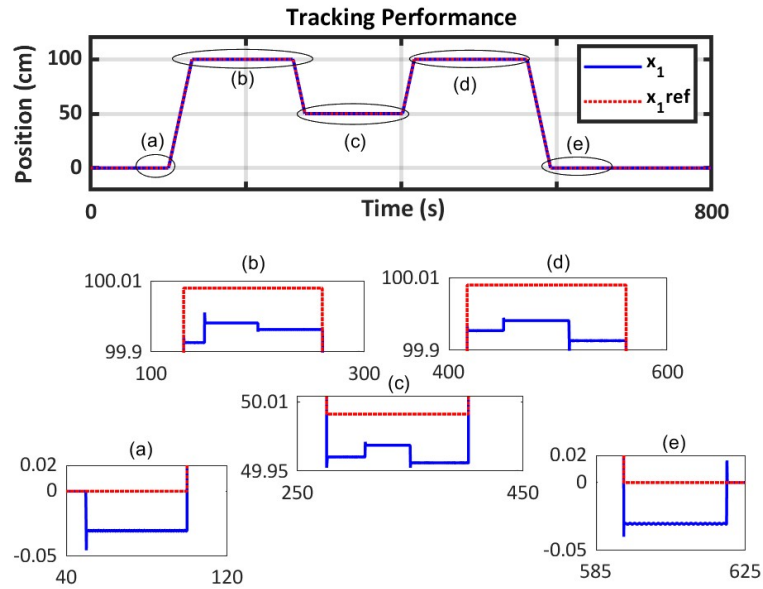 Tracking Performance
Position (cm)
100
50
0
(a)
(b)
(c)
(d)
(e)
x1
x1ref
0
Time (s)
800
(b)
100.01
99.9
100
300
(d)
100.01
99.9
400
600
(c)
50.01
49.95
250
450
(a)
0.02
0
-0.05
40
120
(e)
0.02
0
-0.05
585
625